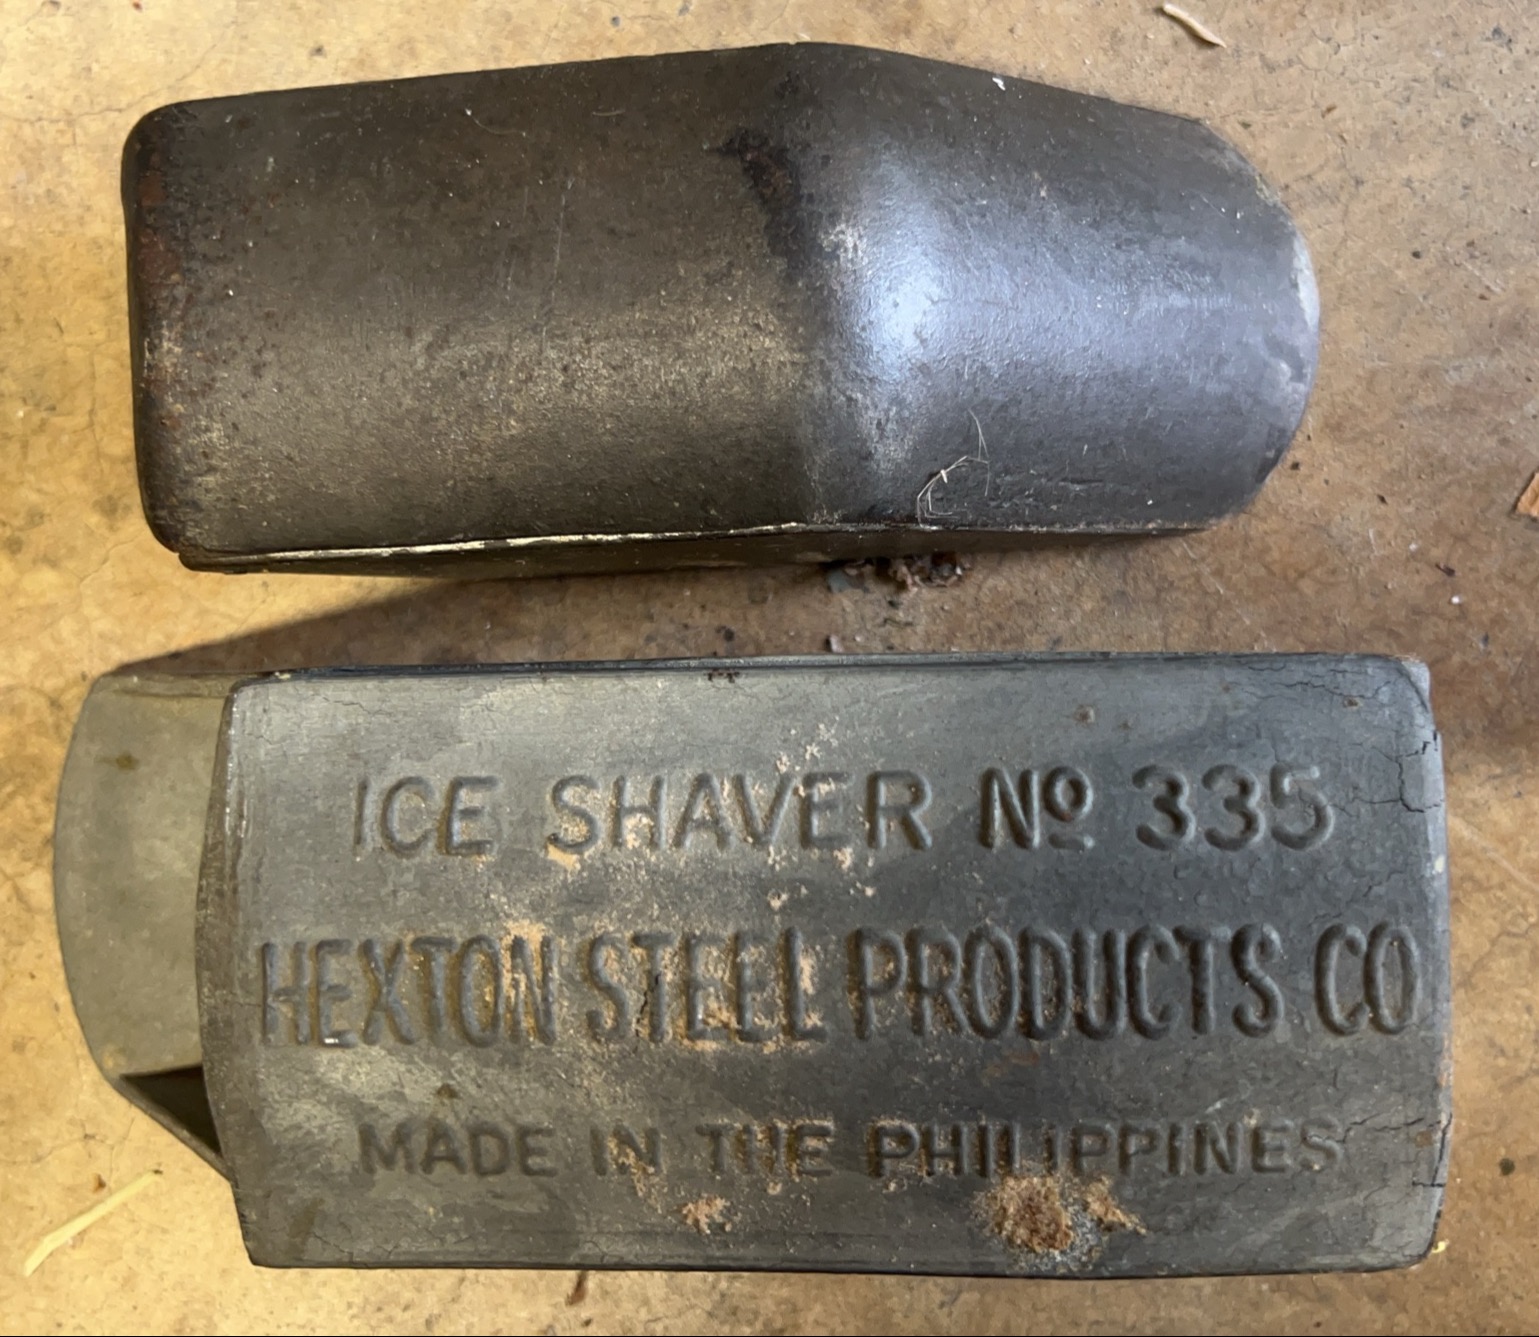 ICE SHAVER Nº 335
HEXTON STEEL PRODUCTS CO
MADE IN THE PHILIPPINES